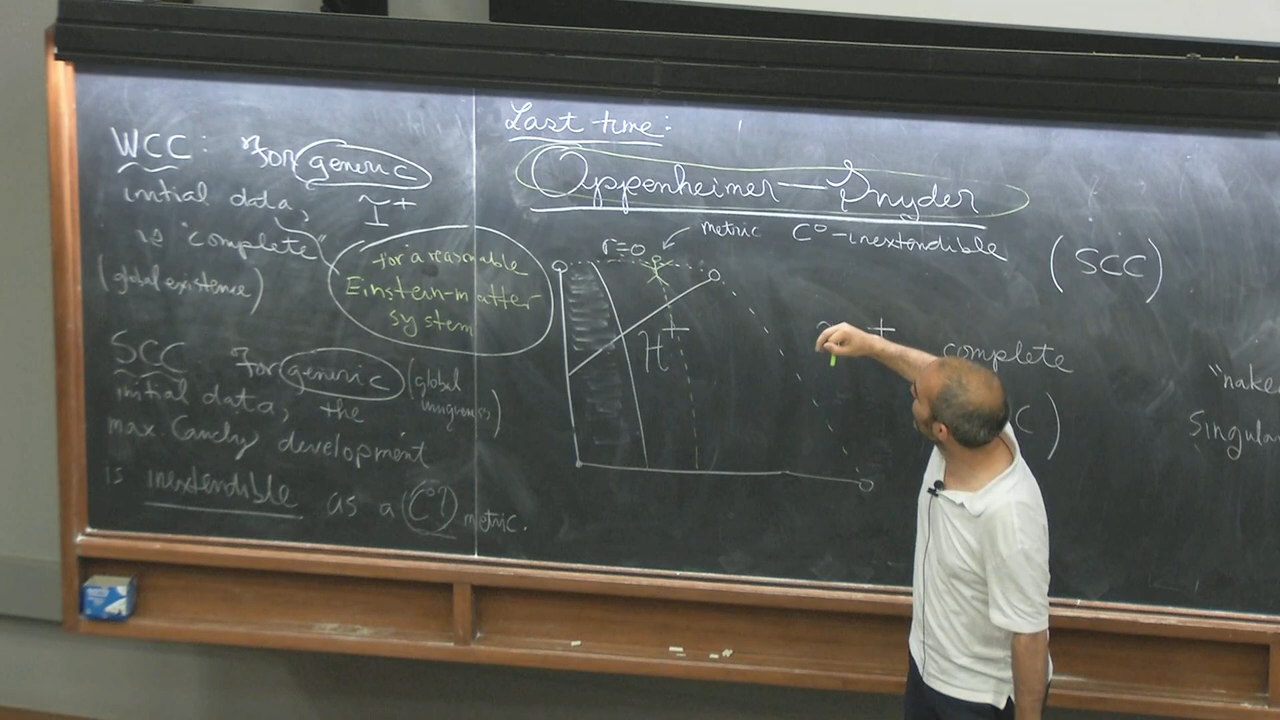 WCC: For generic
initial data, I⁺
is "complete"
(global existence)
for a reasonable
Einstein-matter
system
SCC For generic (global
uniqueness)
initial data, the
max. Cauchy development
is inextendible as a (C⁰?) metric.
Last time:
Oppenheimer—Snyder
r=0 metric C⁰-inextendible (SCC)
H⁺
+ complete
C)
"nake
Singula